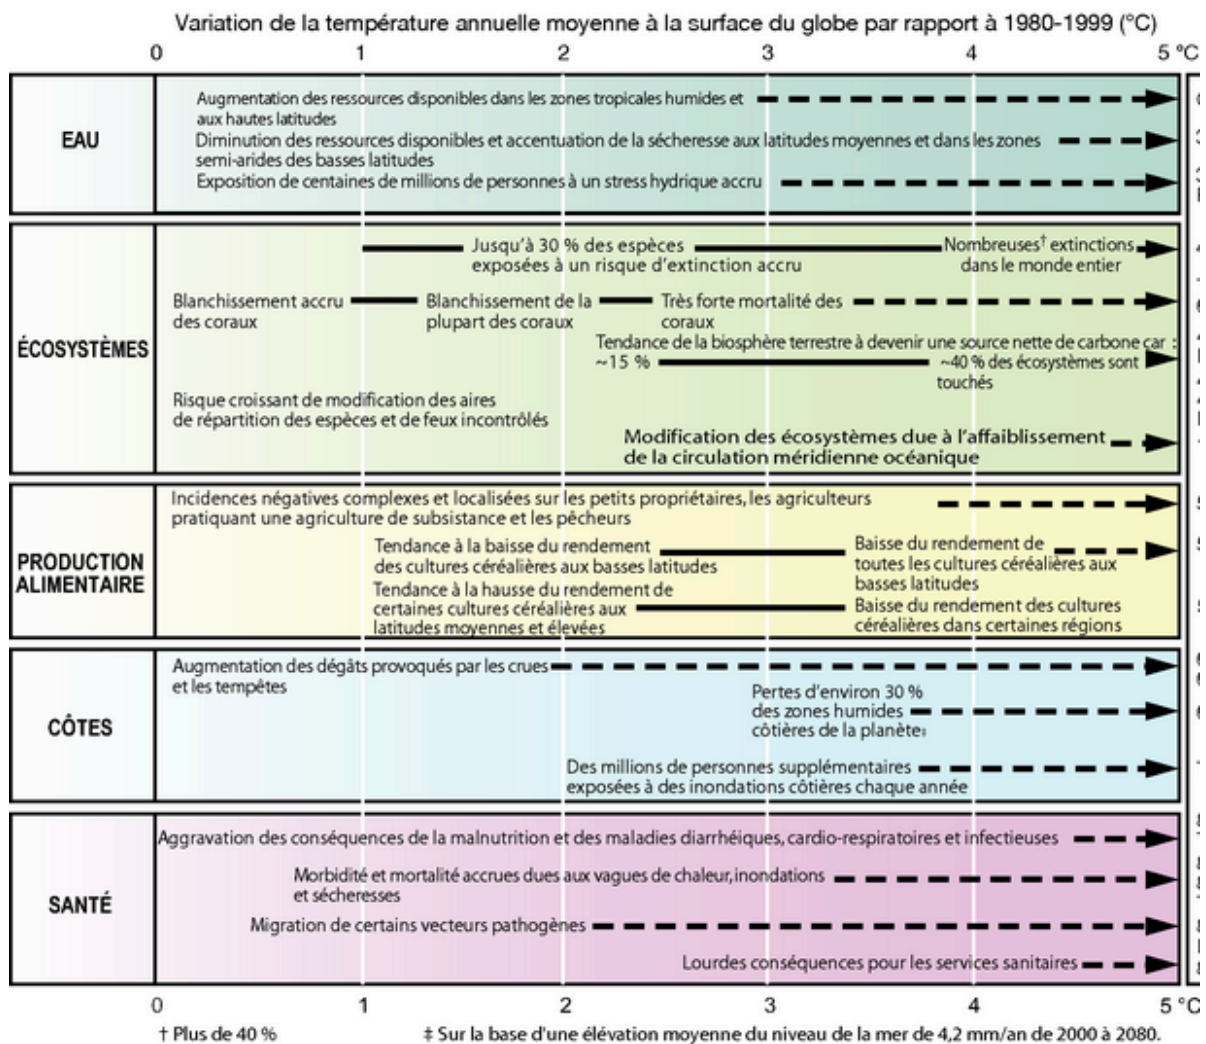 Variation de la température annuelle moyenne à la surface du globe par rapport à 1980-1999 (°C)
0 1 2 3 4 5 °C
EAU
Augmentation des ressources disponibles dans les zones tropicales humides et
aux hautes latitudes
Diminution des ressources disponibles et accentuation de la sécheresse aux latitudes moyennes et dans les zones
semi-arides des basses latitudes
Exposition de centaines de millions de personnes à un stress hydrique accru
ÉCOSYSTÈMES
Jusqu'à 30 % des espèces
exposées à un risque d'extinction accru
Nombreuses† extinctions
dans le monde entier
Blanchissement accru
des coraux
Blanchissement de la
plupart des coraux
Très forte mortalité des
coraux
Tendance de la biosphère terrestre à devenir une source nette de carbone car :
~15 %
~40 % des écosystèmes sont
touchés
Risque croissant de modification des aires
de répartition des espèces et de feux incontrôlés
Modification des écosystèmes due à l'affaiblissement
de la circulation méridienne océanique
PRODUCTION
ALIMENTAIRE
Incidences négatives complexes et localisées sur les petits propriétaires, les agriculteurs
pratiquant une agriculture de subsistance et les pêcheurs
Tendance à la baisse du rendement
des cultures céréalières aux basses latitudes
Baisse du rendement de
toutes les cultures céréalières aux
basses latitudes
Tendance à la hausse du rendement de
certaines cultures céréalières aux
latitudes moyennes et élevées
Baisse du rendement des cultures
céréalières dans certaines régions
CÔTES
Augmentation des dégâts provoqués par les crues
et les tempêtes
Pertes d'environ 30 %
des zones humides
côtières de la planète‡
Des millions de personnes supplémentaires
exposées à des inondations côtières chaque année
SANTÉ
Aggravation des conséquences de la malnutrition et des maladies diarrhéiques, cardio-respiratoires et infectieuses
Morbidité et mortalité accrues dues aux vagues de chaleur, inondations
et sécheresses
Migration de certains vecteurs pathogènes
Lourdes conséquences pour les services sanitaires
0 1 2 3 4 5 °C
† Plus de 40 % ‡ Sur la base d'une élévation moyenne du niveau de la mer de 4,2 mm/an de 2000 à 2080.